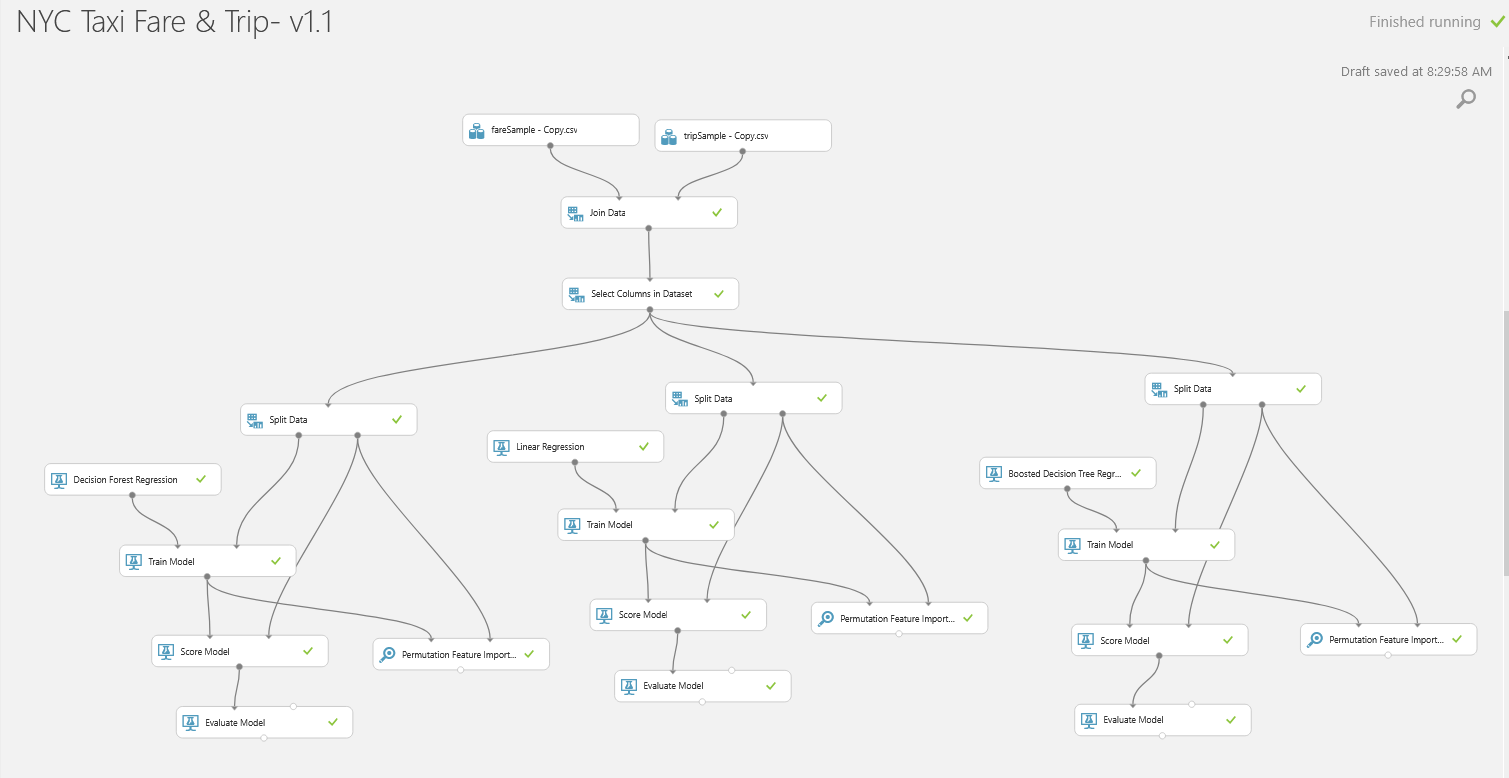 NYC Taxi Fare & Trip- v1.1
Finished running
Draft saved at 8:29:58 AM
fareSample - Copy.csv
tripSample - Copy.csv
Join Data
Select Columns in Dataset
Split Data
Split Data
Split Data
Decision Forest Regression
Linear Regression
Boosted Decision Tree Regr...
Train Model
Train Model
Train Model
Score Model
Permutation Feature Import...
Score Model
Permutation Feature Import...
Score Model
Permutation Feature Import...
Evaluate Model
Evaluate Model
Evaluate Model